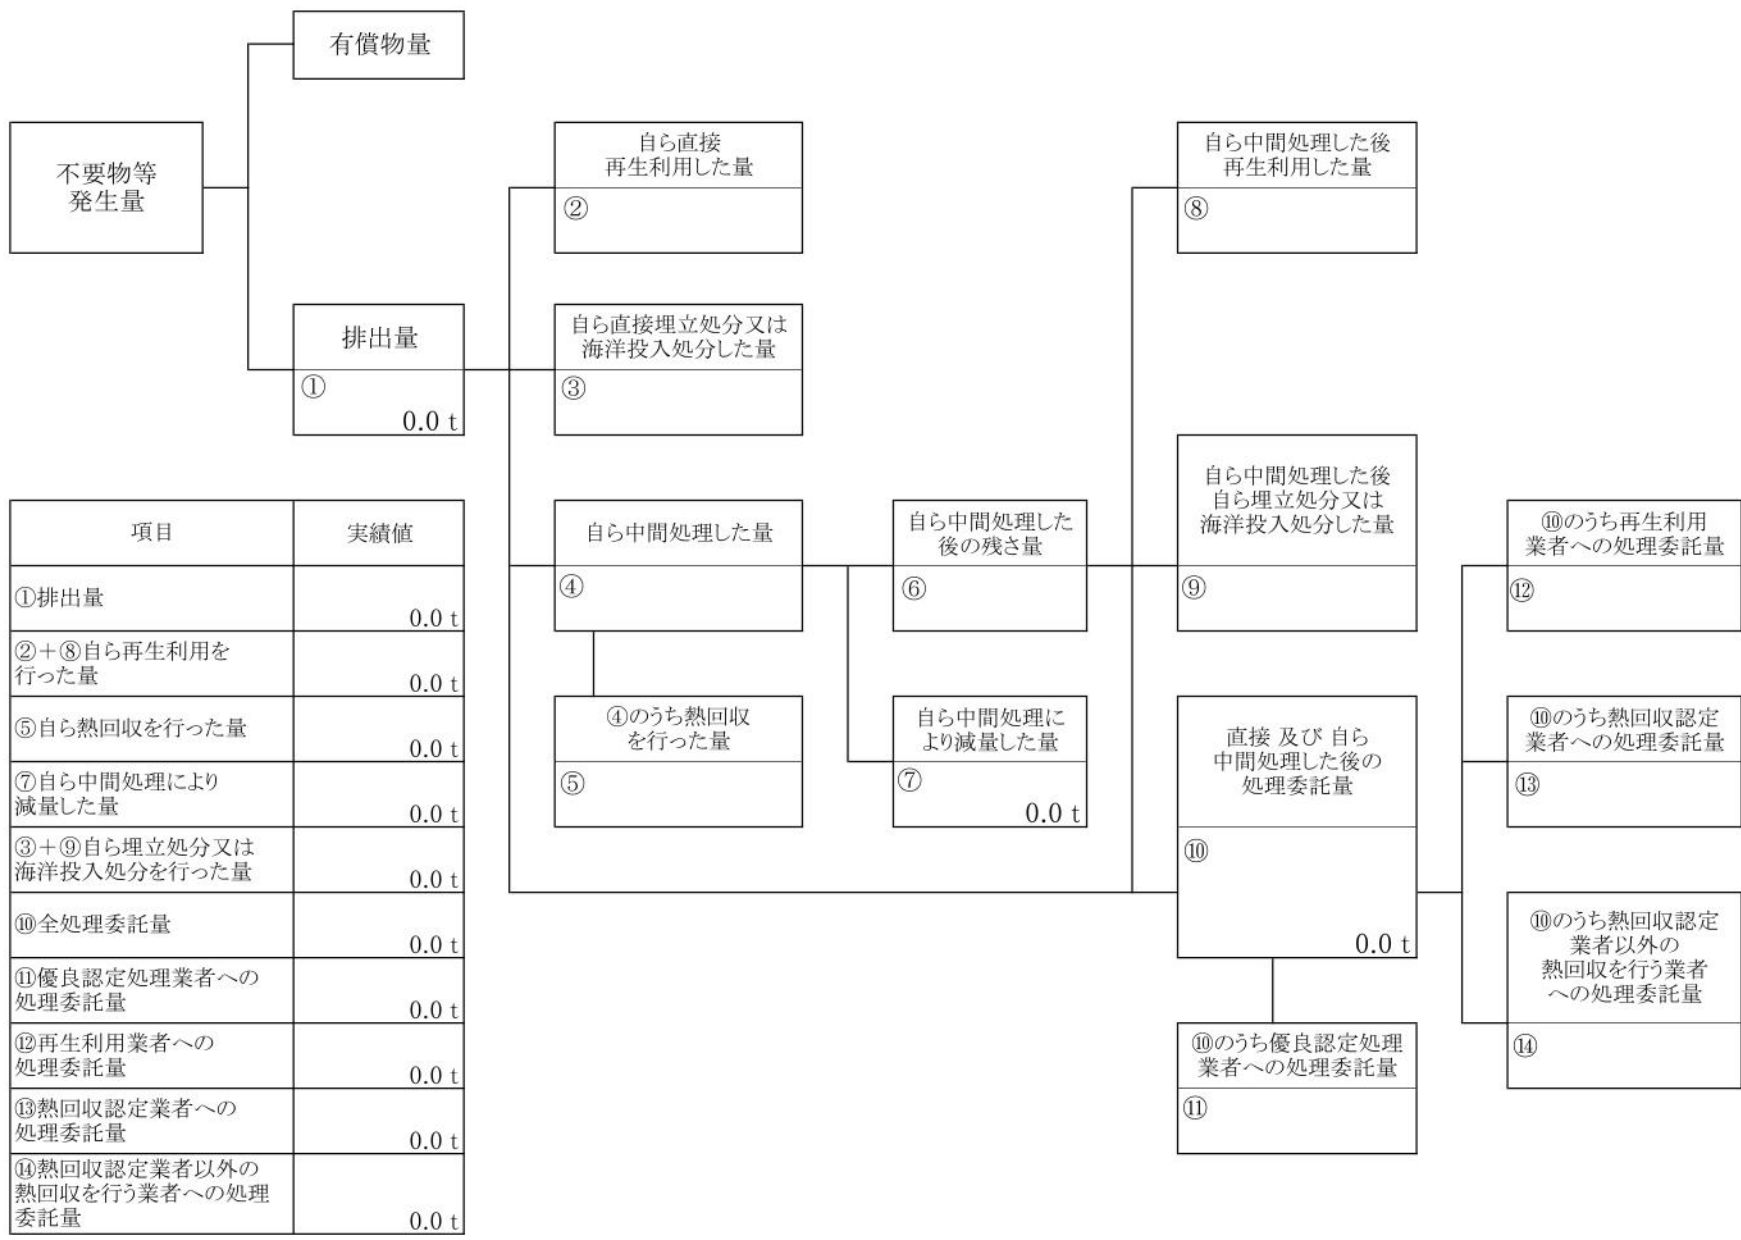 有償物量
不要物等
発生量
排出量
①
0.0 t
自ら直接
再生利用した量
②
自ら直接埋立処分又は
海洋投入処分した量
③
自ら中間処理した量
④
④のうち熱回収
を行った量
⑤
自ら中間処理した
後の残さ量
⑥
自ら中間処理に
より減量した量
⑦
0.0 t
自ら中間処理した後
再生利用した量
⑧
自ら中間処理した後
自ら埋立処分又は
海洋投入処分した量
⑨
直接 及び 自ら
中間処理した後の
処理委託量
⑩
0.0 t
⑩のうち優良認定処理
業者への処理委託量
⑪
⑩のうち再生利用
業者への処理委託量
⑫
⑩のうち熱回収認定
業者への処理委託量
⑬
⑩のうち熱回収認定
業者以外の
熱回収を行う業者
への処理委託量
⑭
項目 実績値
①排出量
0.0 t
②+⑧自ら再生利用を
行った量
0.0 t
⑤自ら熱回収を行った量
0.0 t
⑦自ら中間処理により
減量した量
0.0 t
③+⑨自ら埋立処分又は
海洋投入処分を行った量
0.0 t
⑩全処理委託量
0.0 t
⑪優良認定処理業者への
処理委託量
0.0 t
⑫再生利用業者への
処理委託量
0.0 t
⑬熱回収認定業者への
処理委託量
0.0 t
⑭熱回収認定業者以外の
熱回収を行う業者への処理
委託量
0.0 t